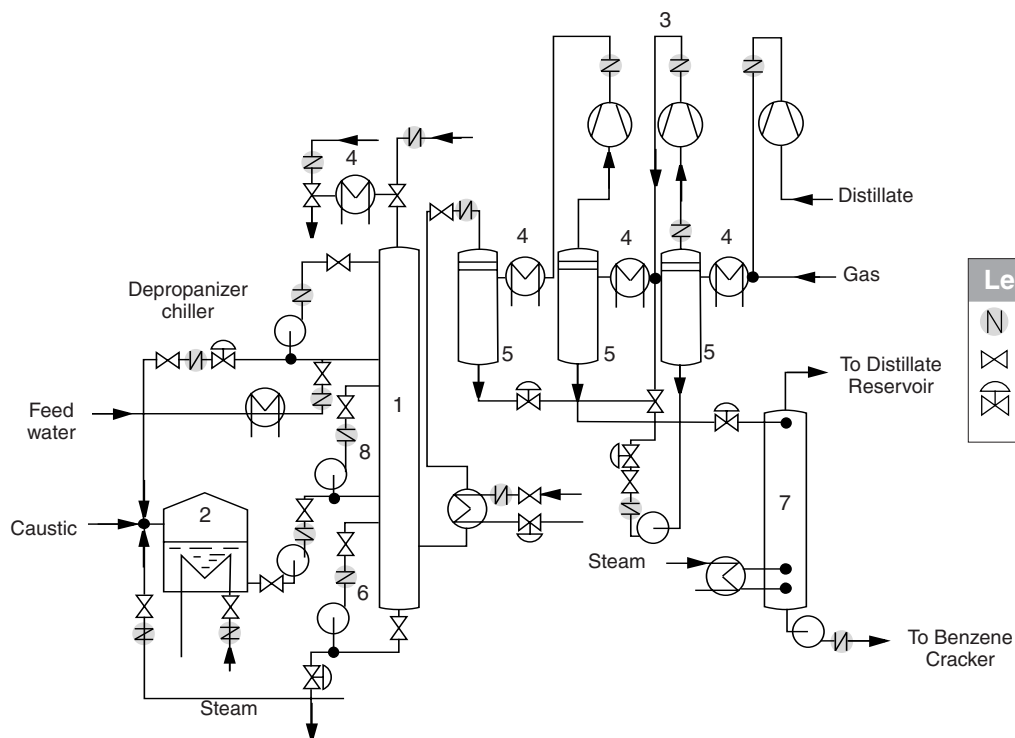 3
4
Distillate
4
4
4
Gas
Le
Depropanizer
chiller
5
5
5
To Distillate
Reservoir
1
Feed
water
8
2
7
Caustic
Steam
6
To Benzene
Cracker
Steam